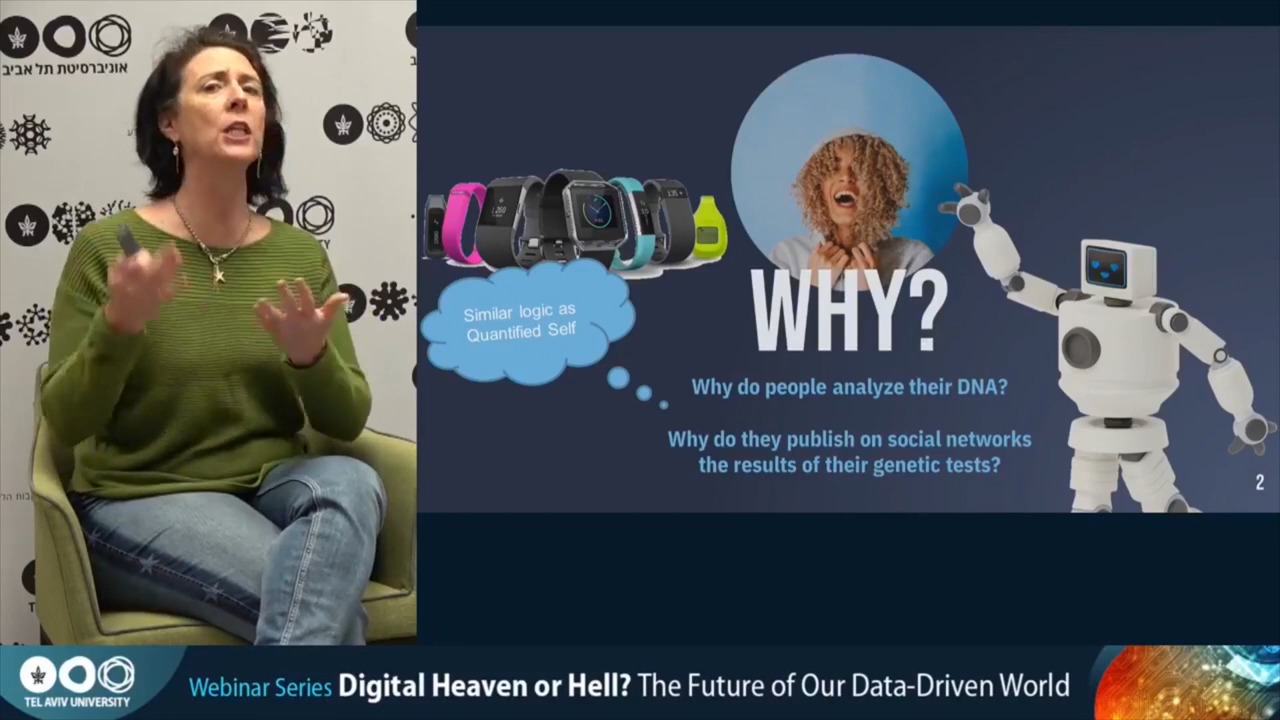 אוניברסיטת תל אביב
Similar logic as
Quantified Self
WHY?
Why do people analyze their DNA?
Why do they publish on social networks
the results of their genetic tests?
2
TEL AVIV UNIVERSITY
Webinar Series Digital Heaven or Hell? The Future of Our Data-Driven World